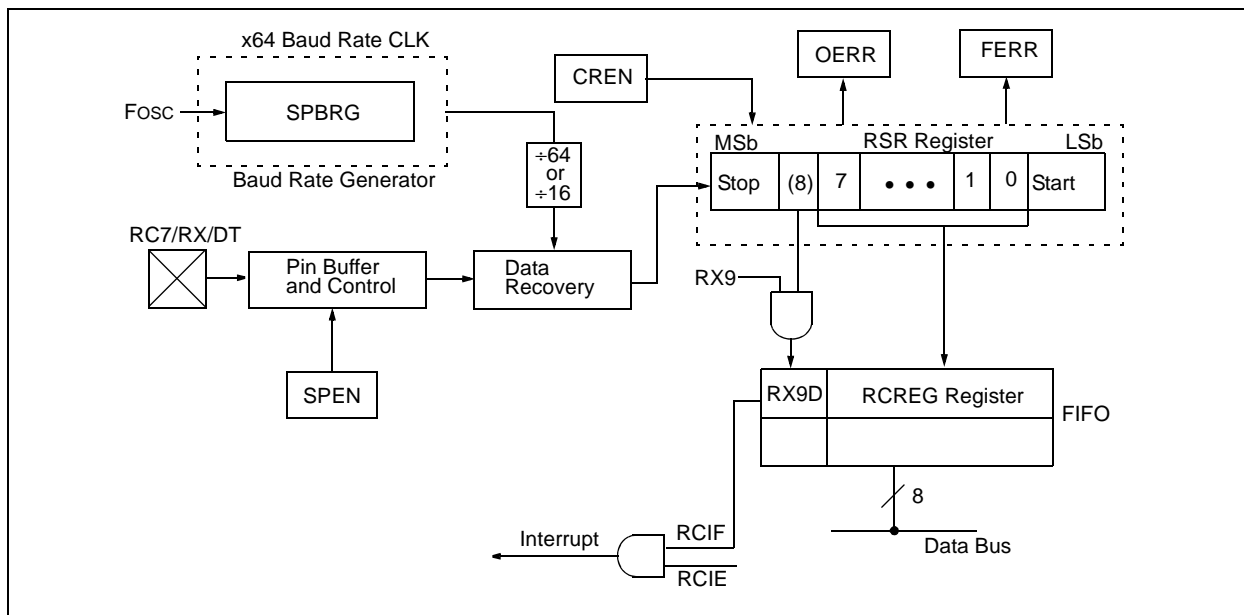 x64 Baud Rate CLK
FOSC
SPBRG
Baud Rate Generator
CREN
OERR
FERR
÷64
or
÷16
MSb
RSR Register
LSb
Stop
(8)
7
• • •
1
0
Start
RC7/RX/DT
Pin Buffer
and Control
Data
Recovery
RX9
SPEN
RX9D
RCREG Register
FIFO
8
Data Bus
Interrupt
RCIF
RCIE